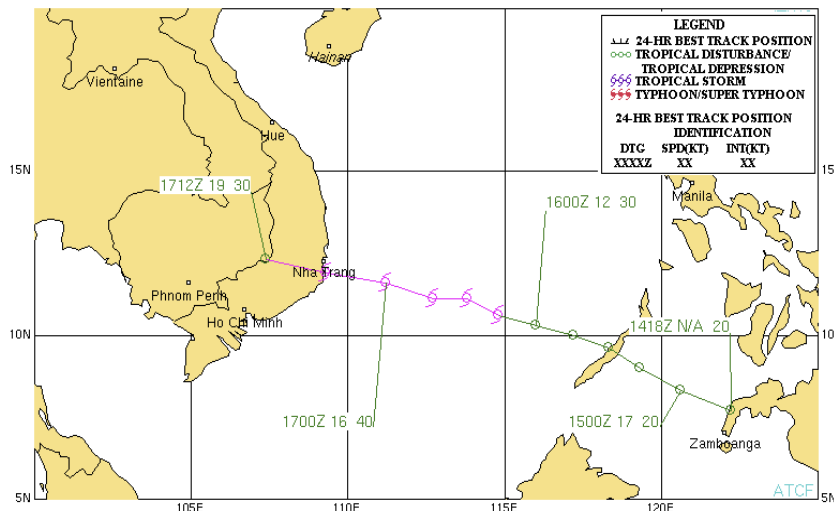 LEGEND
24-HR BEST TRACK POSITION
TROPICAL DISTURBANCE/
TROPICAL DEPRESSION
TROPICAL STORM
TYPHOON/SUPER TYPHOON
24-HR BEST TRACK POSITION
IDENTIFICATION
DTG SPD(KT) INT(KT)
XXXXZ XX XX
Hainan
Vientaine
Hue
15N
15N
1712Z 19 30
1600Z 12 30
Manila
Nha Trang
Phnom Penh
Ho Chi Minh
10N
10N
1418Z N/A 20
1700Z 16 40
1500Z 17 20
Zamboanga
ATCF
5N
5N
105E
110E
115E
120E